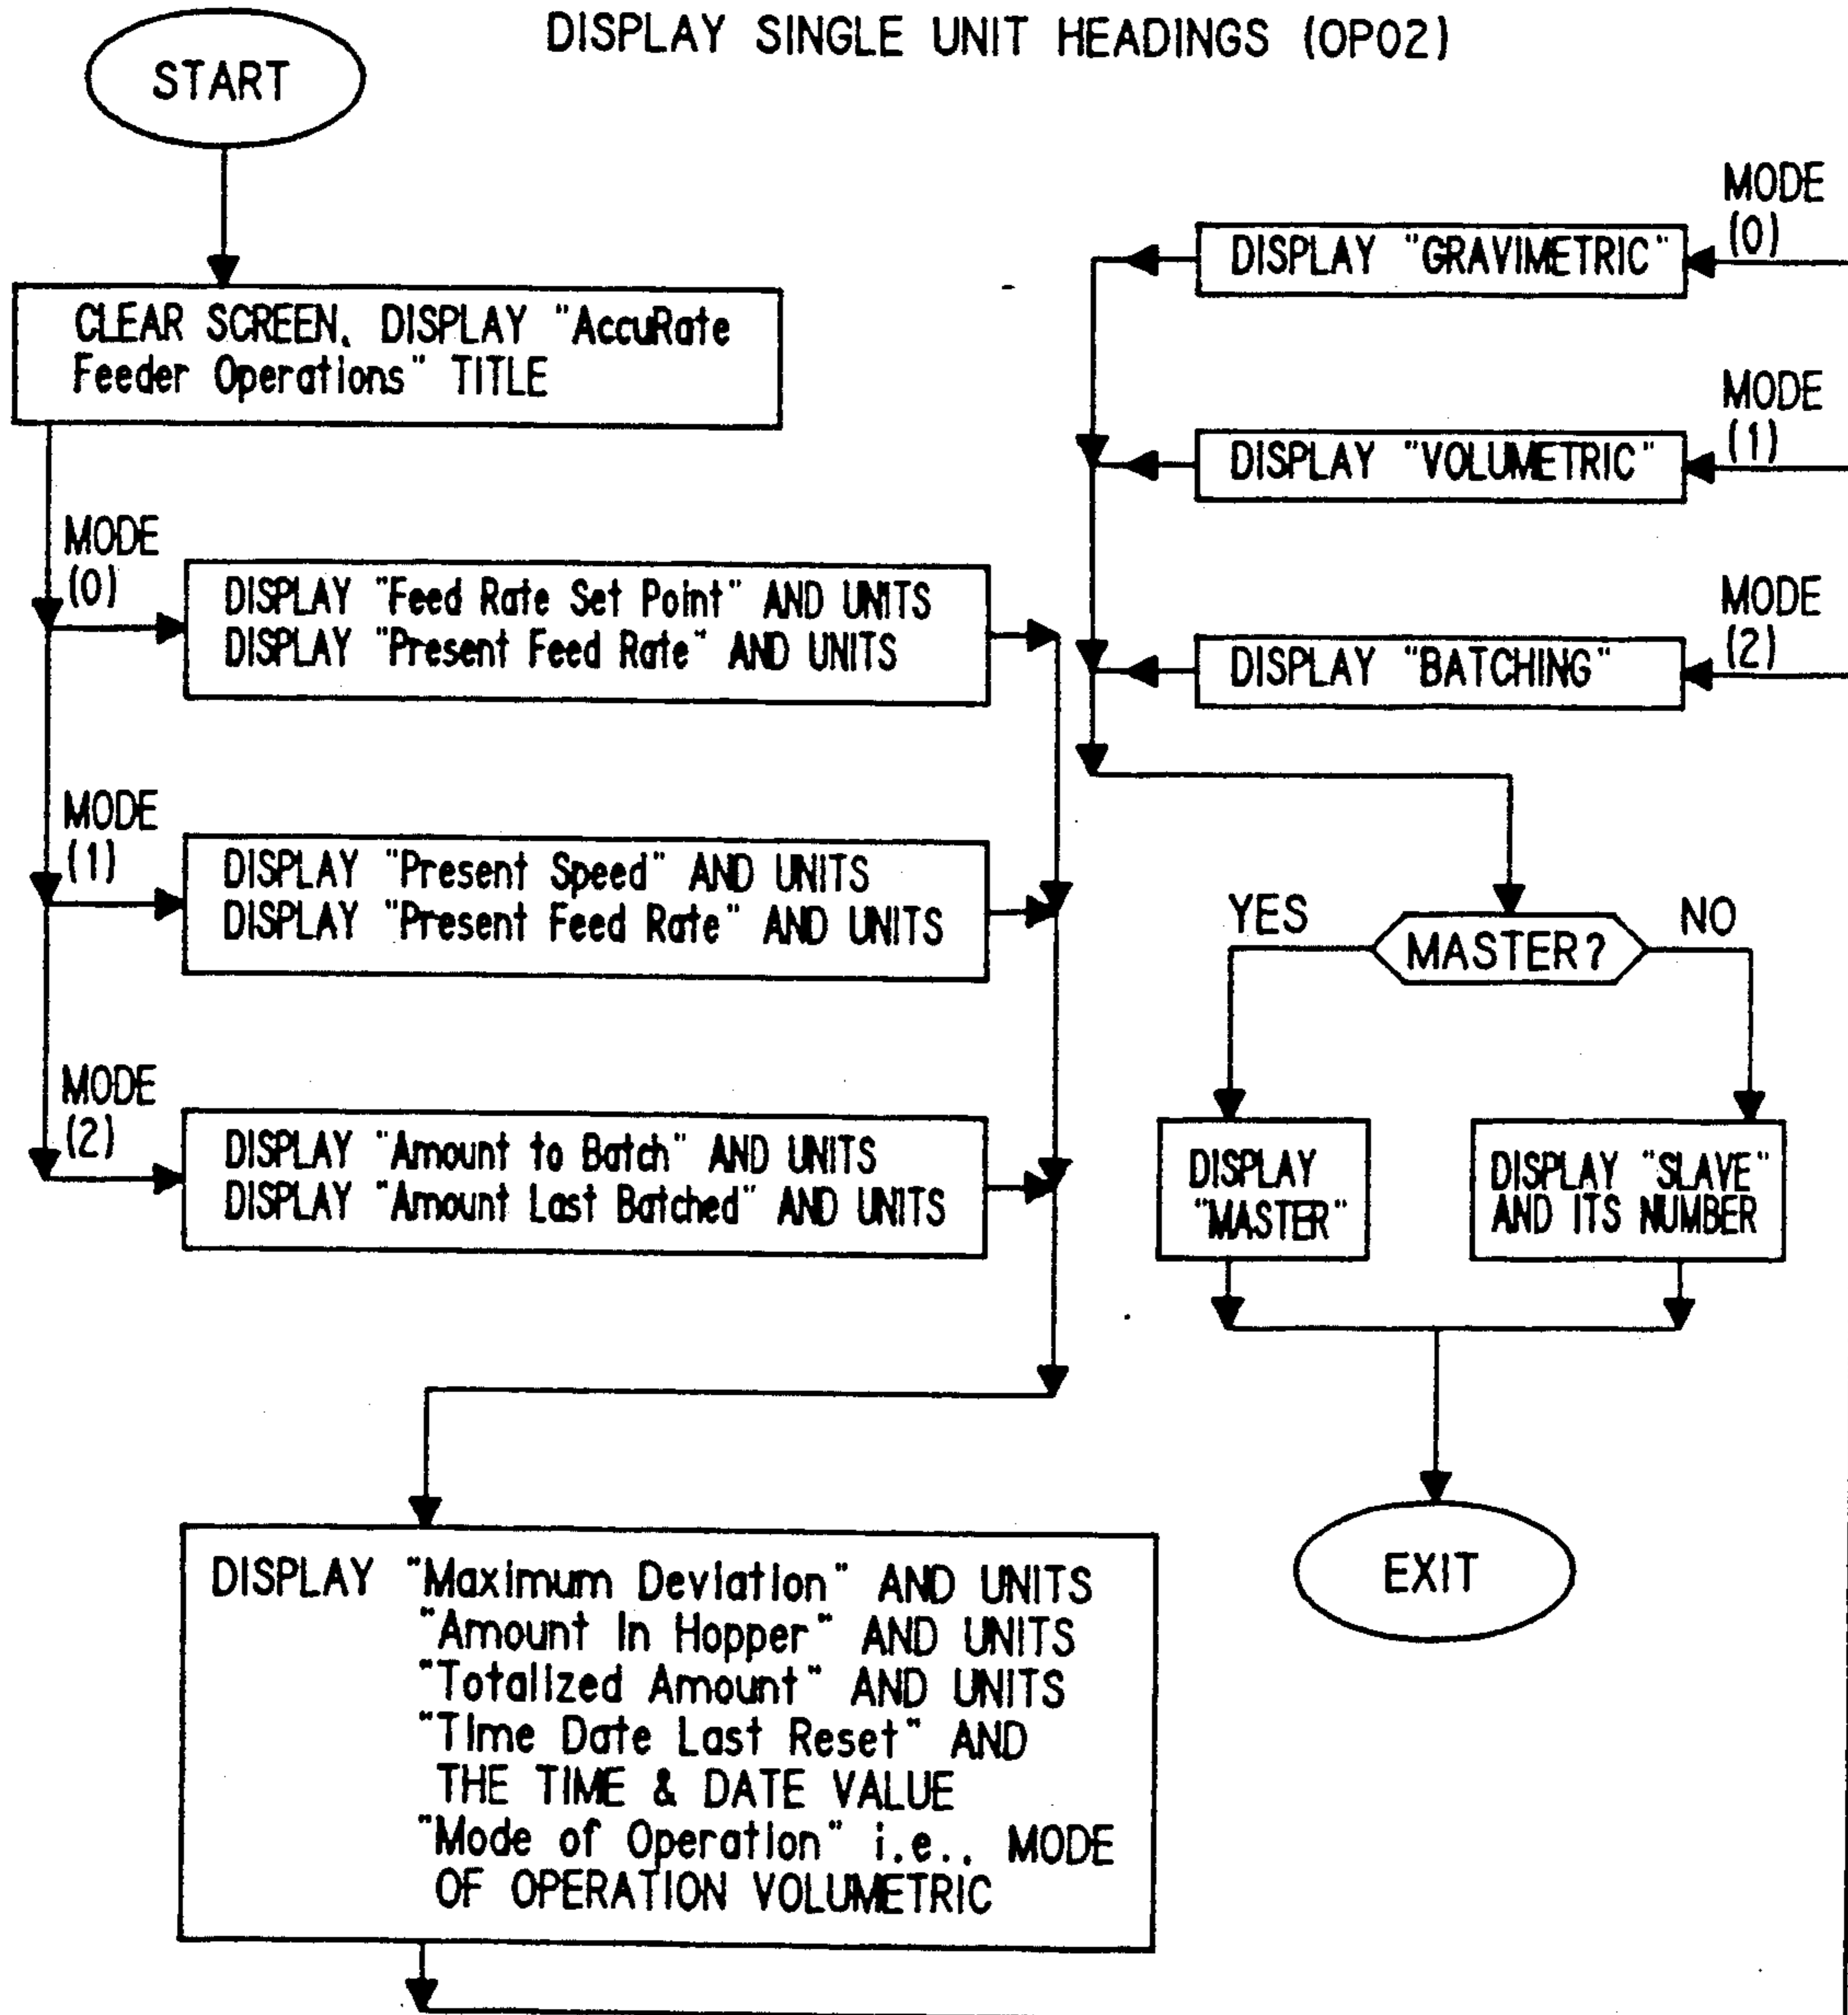 DISPLAY SINGLE UNIT HEADINGS (OP02)
START
CLEAR SCREEN, DISPLAY "AccuRate
Feeder Operations" TITLE
MODE
(0)
DISPLAY "Feed Rate Set Point" AND UNITS
DISPLAY "Present Feed Rate" AND UNITS
MODE
(1)
DISPLAY "Present Speed" AND UNITS
DISPLAY "Present Feed Rate" AND UNITS
MODE
(2)
DISPLAY "Amount to Batch" AND UNITS
DISPLAY "Amount Last Batched" AND UNITS
DISPLAY "Maximum Deviation" AND UNITS
"Amount In Hopper" AND UNITS
"Totalized Amount" AND UNITS
"Time Date Last Reset" AND
THE TIME & DATE VALUE
"Mode of Operation" i.e.. MODE
OF OPERATION VOLUMETRIC
MODE
(0)
DISPLAY "GRAVIMETRIC"
MODE
(1)
DISPLAY "VOLUMETRIC"
MODE
(2)
DISPLAY "BATCHING"
MASTER?
YES
NO
DISPLAY
"MASTER"
DISPLAY "SLAVE"
AND ITS NUMBER
EXIT